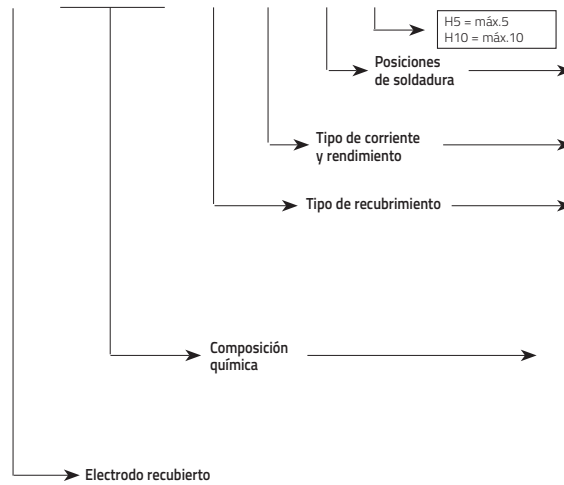 H5 = máx.5
H10 = máx.10
Posiciones
de soldadura
Tipo de corriente
y rendimiento
Tipo de recubrimiento
Composición
química
Electrodo recubierto